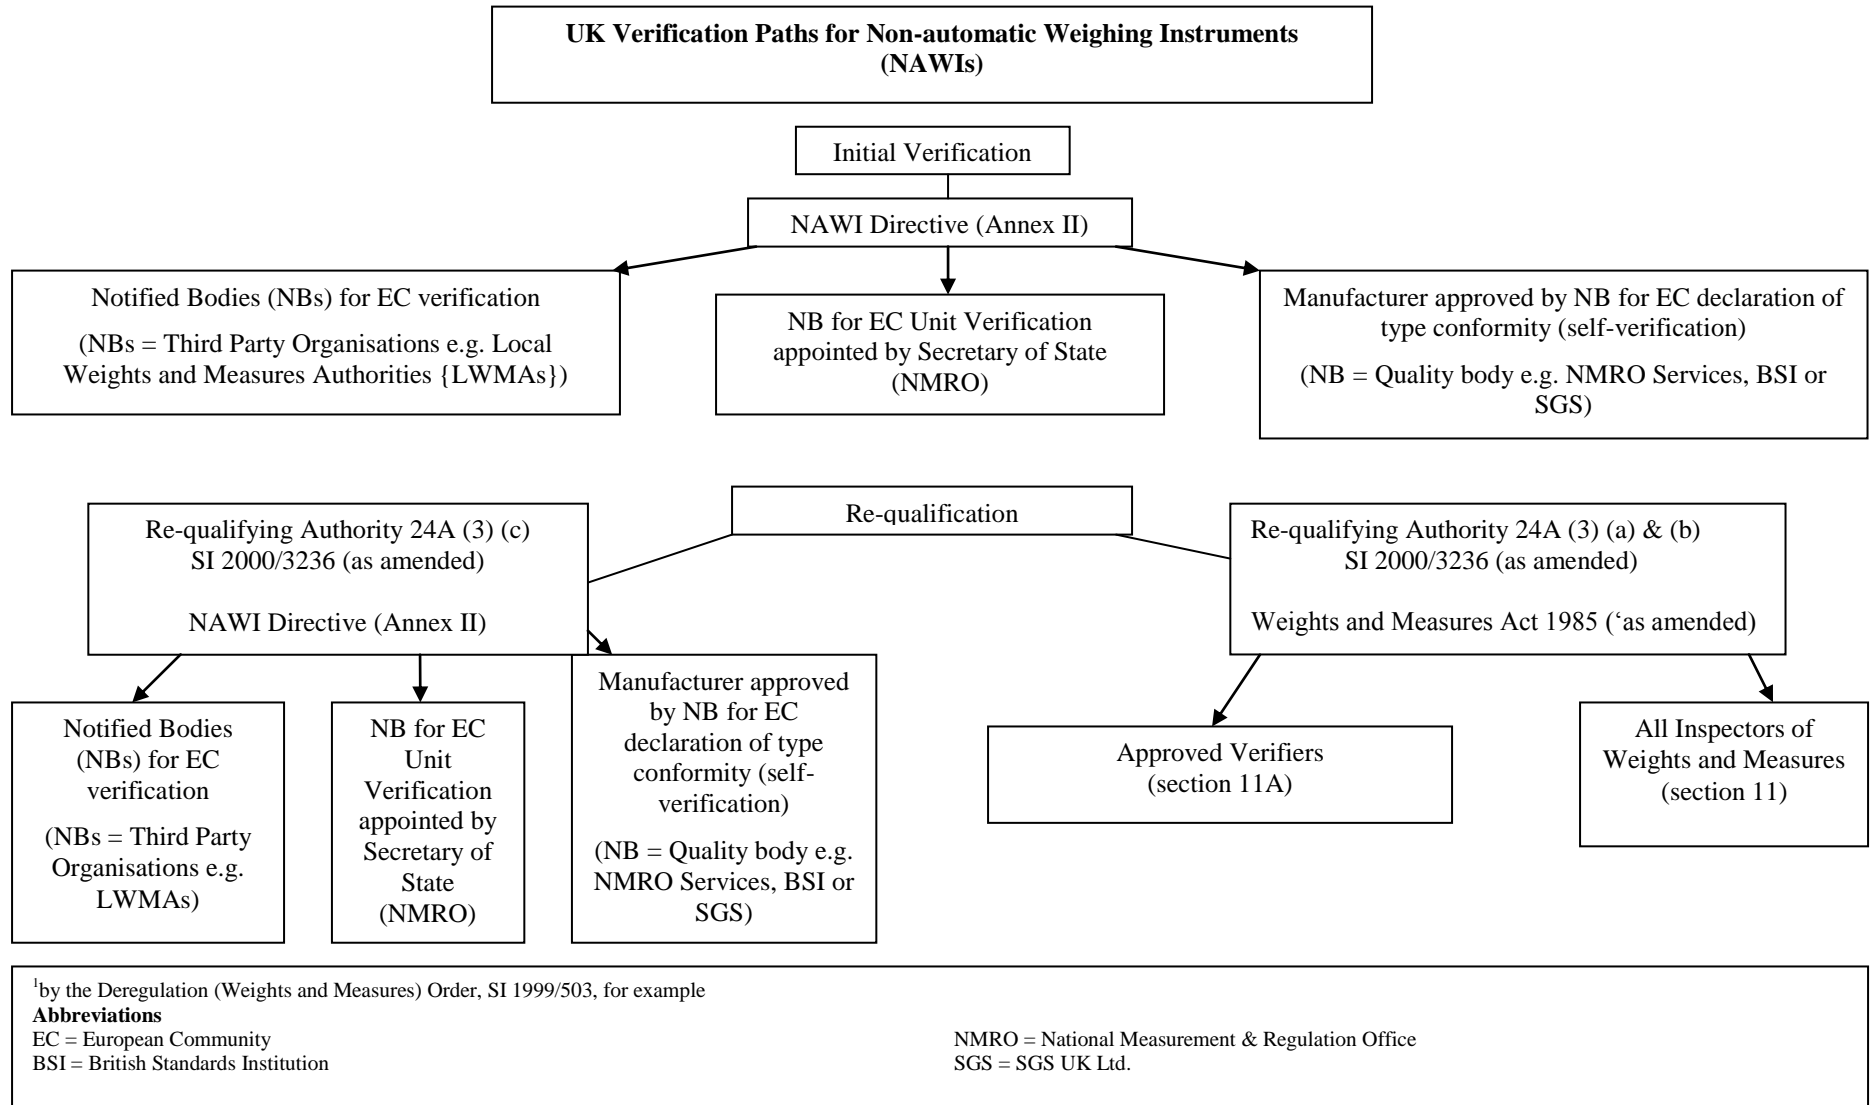 UK Verification Paths for Non-automatic Weighing Instruments
(NAWIs)
Initial Verification
NAWI Directive (Annex II)
Notified Bodies (NBs) for EC verification
(NBs = Third Party Organisations e.g. Local
Weights and Measures Authorities {LWMAs})
NB for EC Unit Verification
appointed by Secretary of State
(NMRO)
Manufacturer approved by NB for EC declaration of
type conformity (self-verification)
(NB = Quality body e.g. NMRO Services, BSI or
SGS)
Re-qualification
Re-qualifying Authority 24A (3) (c)
SI 2000/3236 (as amended)
NAWI Directive (Annex II)
Re-qualifying Authority 24A (3) (a) & (b)
SI 2000/3236 (as amended)
Weights and Measures Act 1985 (‘as amended)
Notified Bodies
(NBs) for EC
verification
(NBs = Third Party
Organisations e.g.
LWMAs)
NB for EC
Unit
Verification
appointed by
Secretary of
State
(NMRO)
Manufacturer approved
by NB for EC
declaration of type
conformity (self-
verification)
(NB = Quality body e.g.
NMRO Services, BSI or
SGS)
Approved Verifiers
(section 11A)
All Inspectors of
Weights and Measures
(section 11)
1by the Deregulation (Weights and Measures) Order, SI 1999/503, for example
Abbreviations
EC = European Community
NMRO = National Measurement & Regulation Office
BSI = British Standards Institution
SGS = SGS UK Ltd.